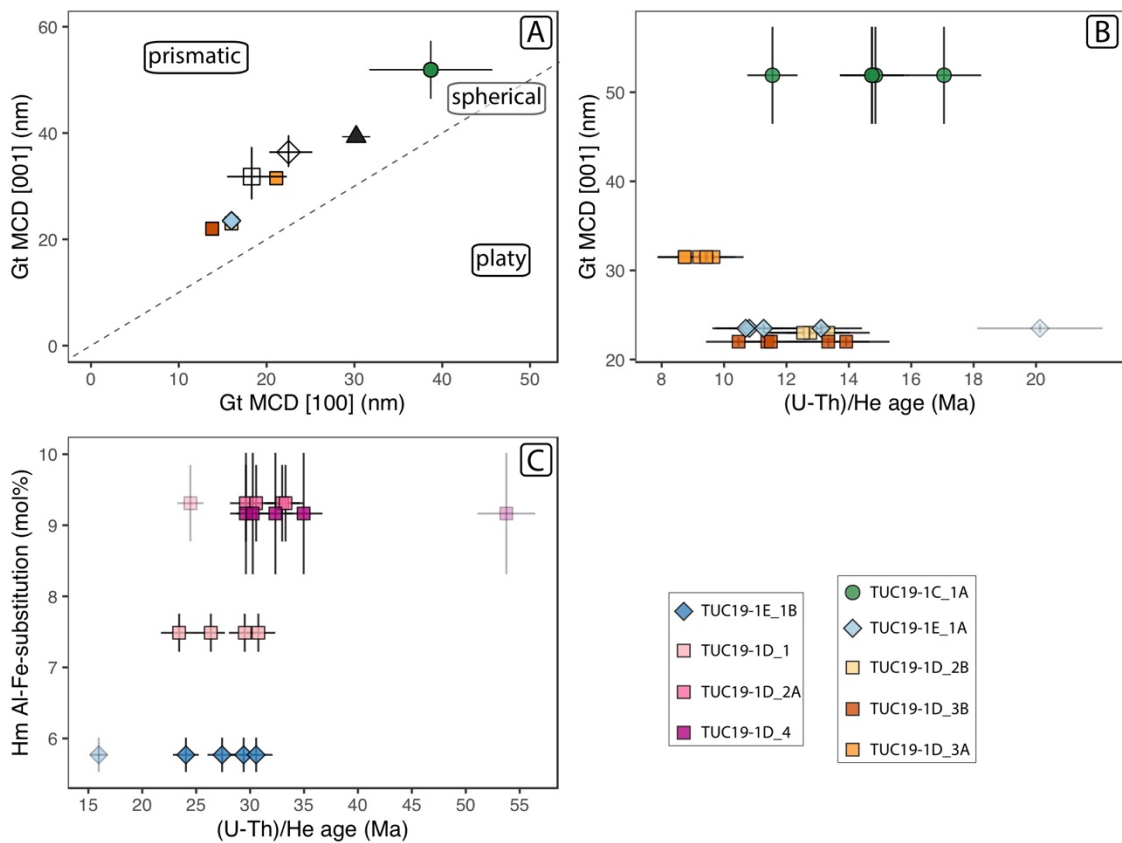 A
prismatic
spherical
platy
60
40
20
0
Gt MCD [001] (nm)
0 10 20 30 40 50
Gt MCD [100] (nm)
B
50
40
30
20
Gt MCD [001] (nm)
8 10 12 14 16 18 20
(U-Th)/He age (Ma)
C
10
9
8
7
6
Hm Al-Fe-substitution (mol%)
15 20 25 30 35 40 45 50 55
(U-Th)/He age (Ma)
TUC19-1E_1B
TUC19-1D_1
TUC19-1D_2A
TUC19-1D_4
TUC19-1C_1A
TUC19-1E_1A
TUC19-1D_2B
TUC19-1D_3B
TUC19-1D_3A